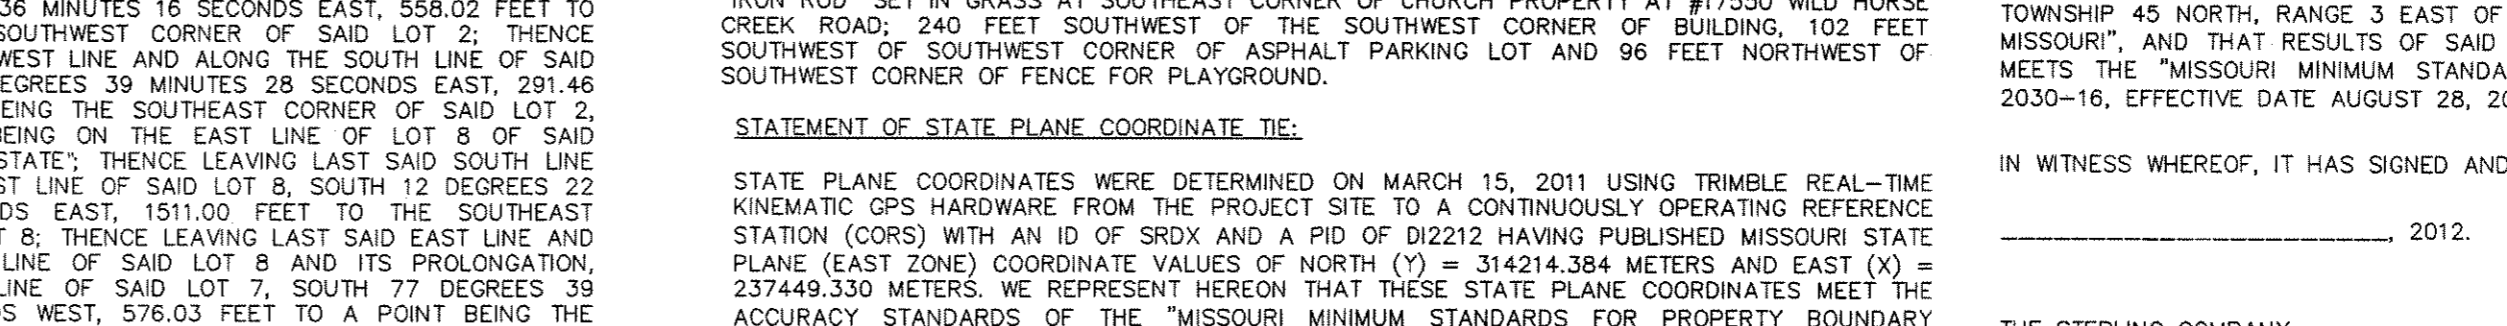 36 MINUTES 16 SECONDS EAST, 558.02 FEET TO
SOUTHWEST CORNER OF SAID LOT 2; THENCE
WEST LINE AND ALONG THE SOUTH LINE OF SAID
EGREES 39 MINUTES 28 SECONDS EAST, 291.46
EING THE SOUTHEAST CORNER OF SAID LOT 2,
BEING ON THE EAST LINE OF LOT 8 OF SAID
STATE"; THENCE LEAVING LAST SAID SOUTH LINE
ST LINE OF SAID LOT 8, SOUTH 12 DEGREES 22
DS EAST, 1511.00 FEET TO THE SOUTHEAST
T 8; THENCE LEAVING LAST SAID EAST LINE AND
LINE OF SAID LOT 8 AND ITS PROLONGATION,
LINE OF SAID LOT 7, SOUTH 77 DEGREES 39
S WEST, 576.03 FEET TO A POINT BEING THE
"IRON ROD" SET IN GRASS AT SOUTHEAST CORNER OF CHURCH PROPERTY AT #17550 WILD HORSE
CREEK ROAD; 240 FEET SOUTHWEST OF THE SOUTHWEST CORNER OF BUILDING, 102 FEET
SOUTHWEST OF SOUTHWEST CORNER OF ASPHALT PARKING LOT AND 96 FEET NORTHWEST OF
SOUTHWEST CORNER OF FENCE FOR PLAYGROUND.
STATEMENT OF STATE PLANE COORDINATE TIE:
STATE PLANE COORDINATES WERE DETERMINED ON MARCH 15, 2011 USING TRIMBLE REAL–TIME
KINEMATIC GPS HARDWARE FROM THE PROJECT SITE TO A CONTINUOUSLY OPERATING REFERENCE
STATION (CORS) WITH AN ID OF SRDX AND A PID OF DI2212 HAVING PUBLISHED MISSOURI STATE
PLANE (EAST ZONE) COORDINATE VALUES OF NORTH (Y) = 314214.384 METERS AND EAST (X) =
237449.330 METERS. WE REPRESENT HEREON THAT THESE STATE PLANE COORDINATES MEET THE
ACCURACY STANDARDS OF THE "MISSOURI MINIMUM STANDARDS FOR PROPERTY BOUNDARY
TOWNSHIP 45 NORTH, RANGE 3 EAST OF
MISSOURI", AND THAT RESULTS OF SAID
MEETS THE "MISSOURI MINIMUM STANDA
2030–16, EFFECTIVE DATE AUGUST 28, 20
IN WITNESS WHEREOF, IT HAS SIGNED AND
____________________, 2012.
THE STERLING COMPANY